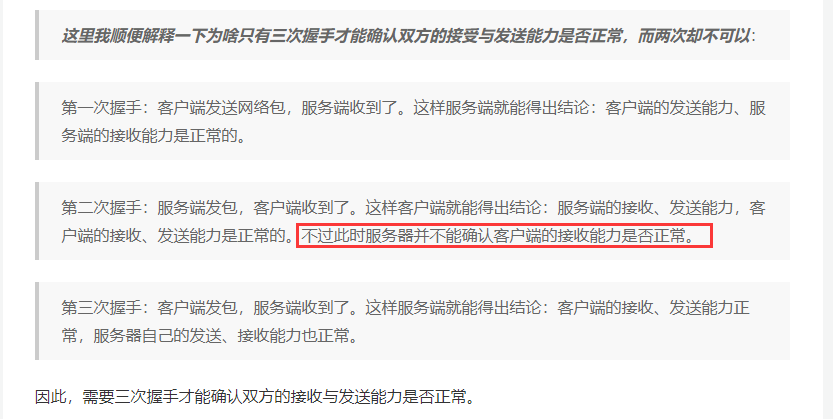 这里我顺便解释一下为啥只有三次握手才能确认双方的接受与发送能力是否正常，而两次却不可以：
第一次握手：客户端发送网络包，服务端收到了。这样服务端就能得出结论：客户端的发送能力、服
务端的接收能力是正常的。
第二次握手：服务端发包，客户端收到了。这样客户端就能得出结论：服务端的接收、发送能力，客
户端的接收、发送能力是正常的。不过此时服务器并不能确认客户端的接收能力是否正常。
第三次握手：客户端发包，服务端收到了。这样服务端就能得出结论：客户端的接收、发送能力正
常，服务器自己的发送、接收能力也正常。
因此，需要三次握手才能确认双方的接收与发送能力是否正常。